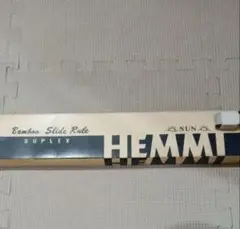 Bamboo Slide Rule
DUPLEX
SUN
HEMMI